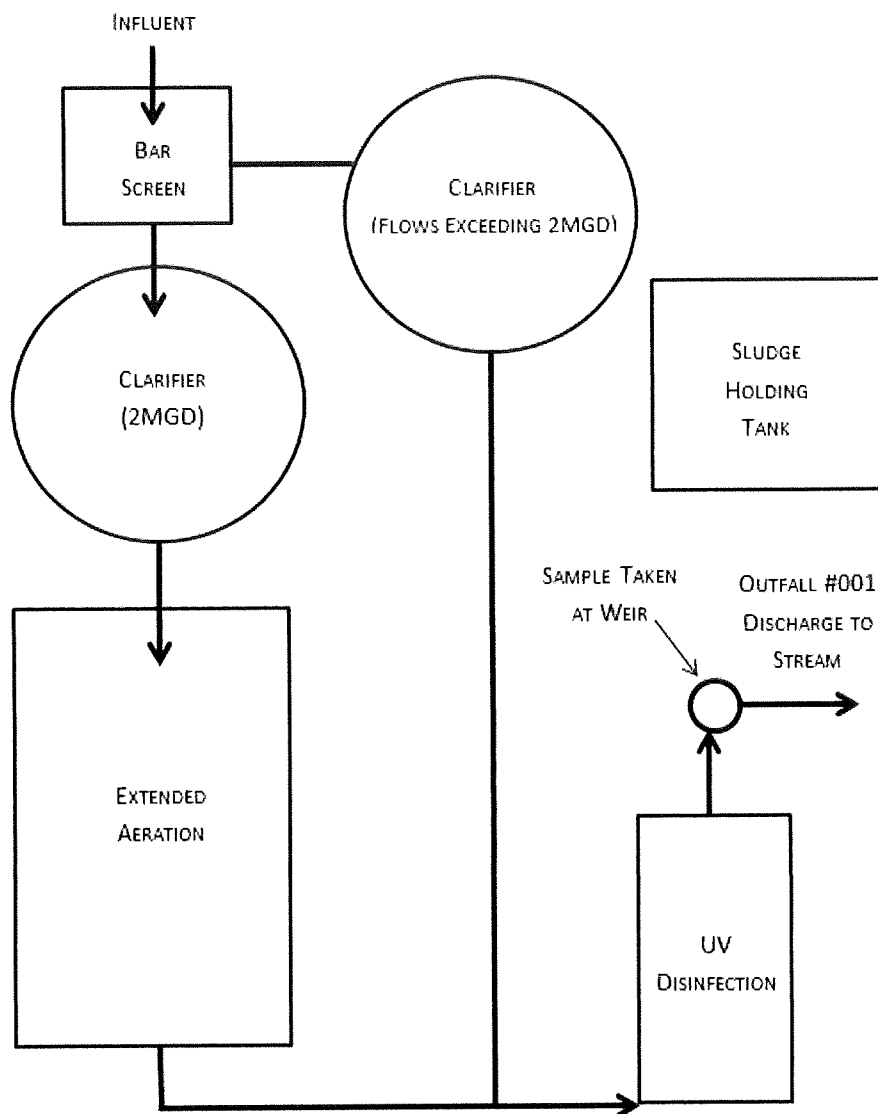 INFLUENT
BAR
SCREEN
CLARIFIER
(FLOWS EXCEEDING 2MGD)
CLARIFIER
(2MGD)
SLUDGE
HOLDING
TANK
SAMPLE TAKEN
AT WEIR
OUTFALL #001
DISCHARGE TO
STREAM
EXTENDED
AERATION
UV
DISINFECTION